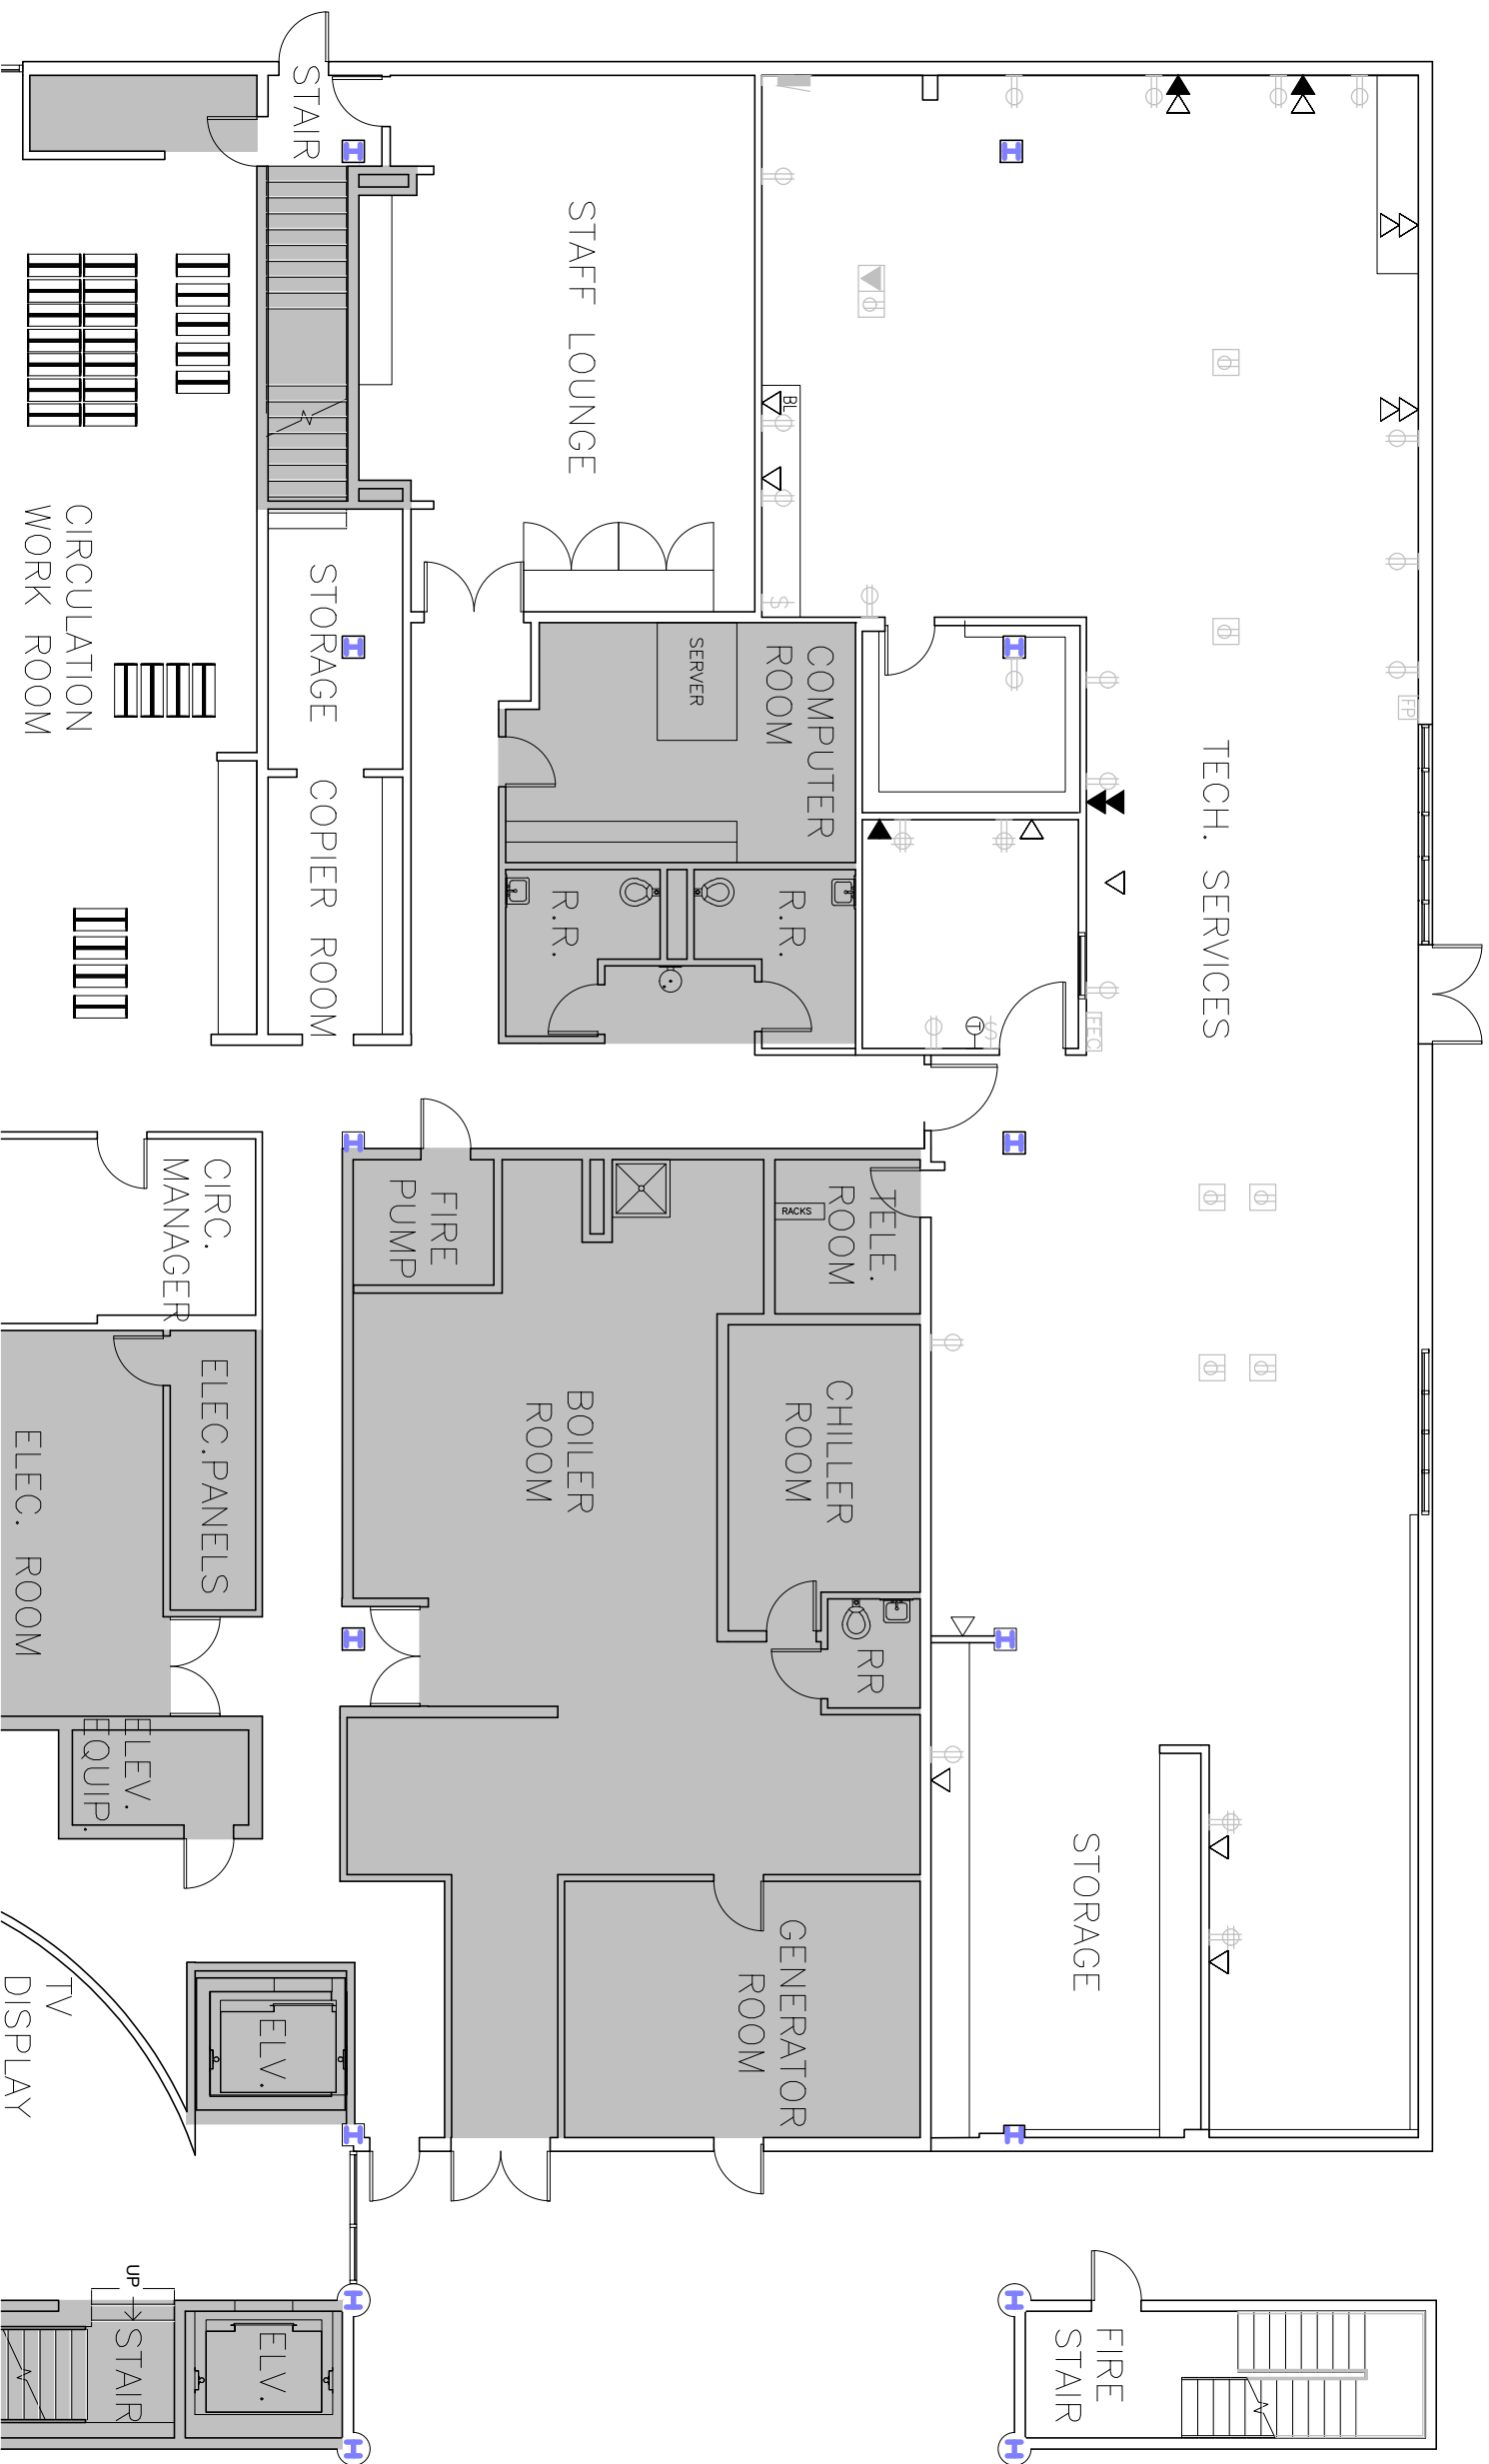 STAIR
STAFF LOUNGE
BL
S
CIRCULATION
WORK ROOM
STORAGE
SERVER
COMPUTER
ROOM
FP
TECH. SERVICES
COPIER ROOM
R.R.
R.R.
T
S
FEC
CIRC.
MANAGER
FIRE
PUMP
TELE.
ROOM
RACKS
ELEC.PANELS
ELEC. ROOM
BOILER
ROOM
CHILLER
ROOM
RR
ELEV.
EQUIP.
STORAGE
GENERATOR
ROOM
TV
DISPLAY
ELV.
UP
STAIR
ELV.
FIRE
STAIR